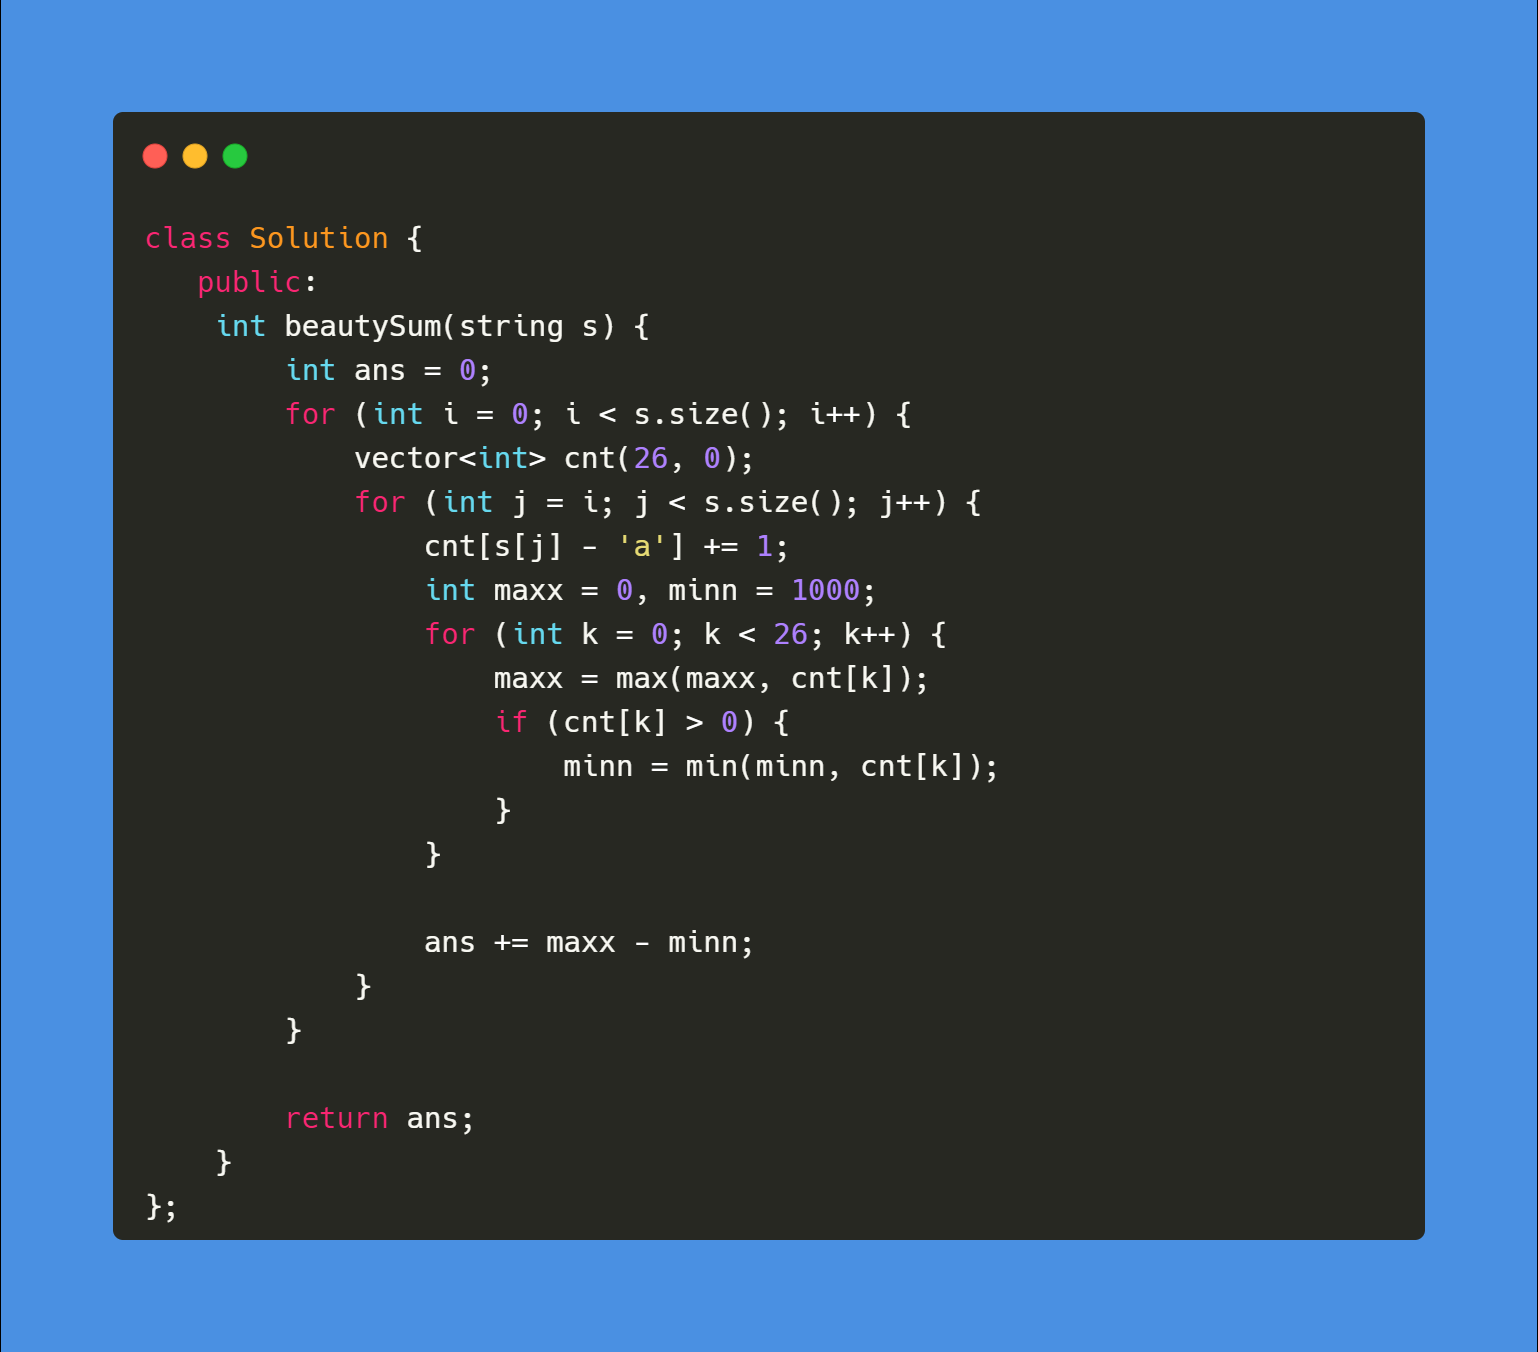 class Solution {
   public:
    int beautySum(string s) {
        int ans = 0;
        for (int i = 0; i < s.size(); i++) {
            vector<int> cnt(26, 0);
            for (int j = i; j < s.size(); j++) {
                cnt[s[j] - 'a'] += 1;
                int maxx = 0, minn = 1000;
                for (int k = 0; k < 26; k++) {
                    maxx = max(maxx, cnt[k]);
                    if (cnt[k] > 0) {
                        minn = min(minn, cnt[k]);
                    }
                }

                ans += maxx - minn;
            }
        }

        return ans;
    }
};